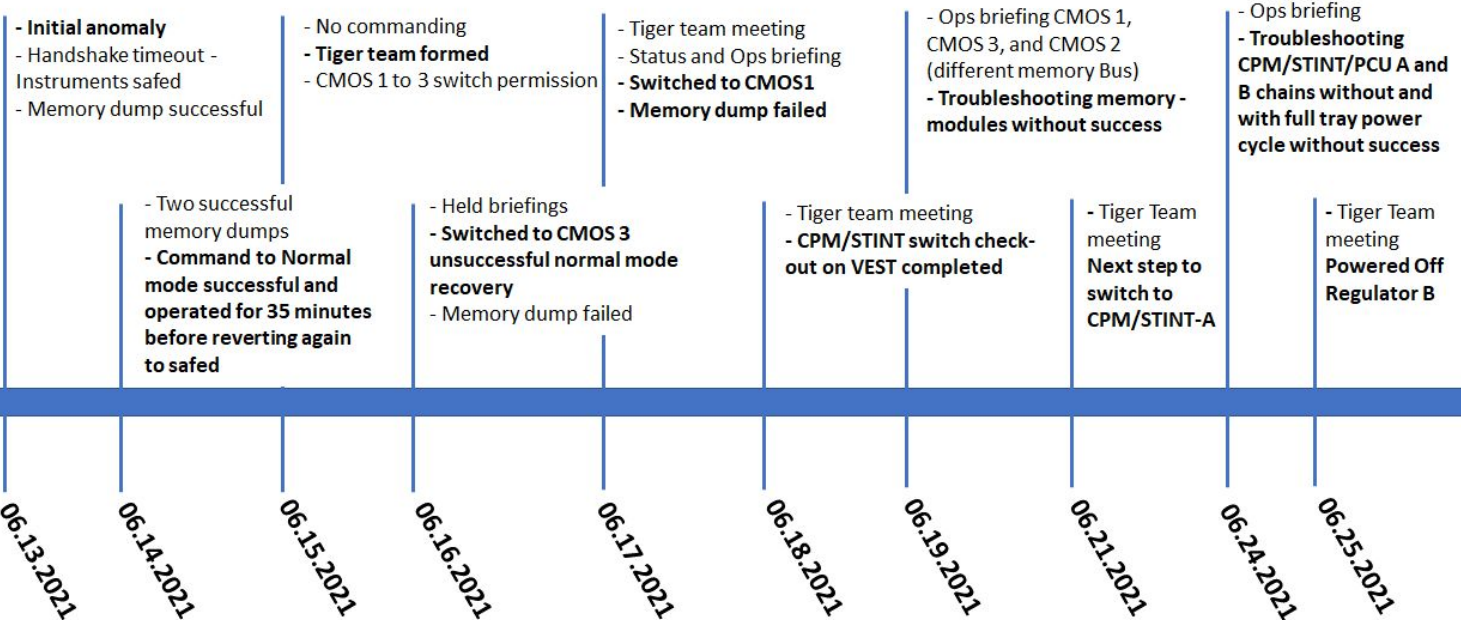 - Initial anomaly
- Handshake timeout -
Instruments safed
- Memory dump successful
- Two successful
memory dumps
- Command to Normal
mode successful and
operated for 35 minutes
before reverting again
to safed
- No commanding
- Tiger team formed
- CMOS 1 to 3 switch permission
- Held briefings
- Switched to CMOS 3
unsuccessful normal mode
recovery
- Memory dump failed
- Tiger team meeting
- Status and Ops briefing
- Switched to CMOS1
- Memory dump failed
- Tiger team meeting
- CPM/STINT switch check-
out on VEST completed
- Ops briefing CMOS 1,
CMOS 3, and CMOS 2
(different memory Bus)
- Troubleshooting memory -
modules without success
- Tiger Team
meeting
Next step to
switch to
CPM/STINT-A
- Ops briefing
- Troubleshooting
CPM/STINT/PCU A and
B chains without and
with full tray power
cycle without success
- Tiger Team
meeting
Powered Off
Regulator B
06.13.2021
06.14.2021
06.15.2021
06.16.2021
06.17.2021
06.18.2021
06.19.2021
06.21.2021
06.24.2021
06.25.2021